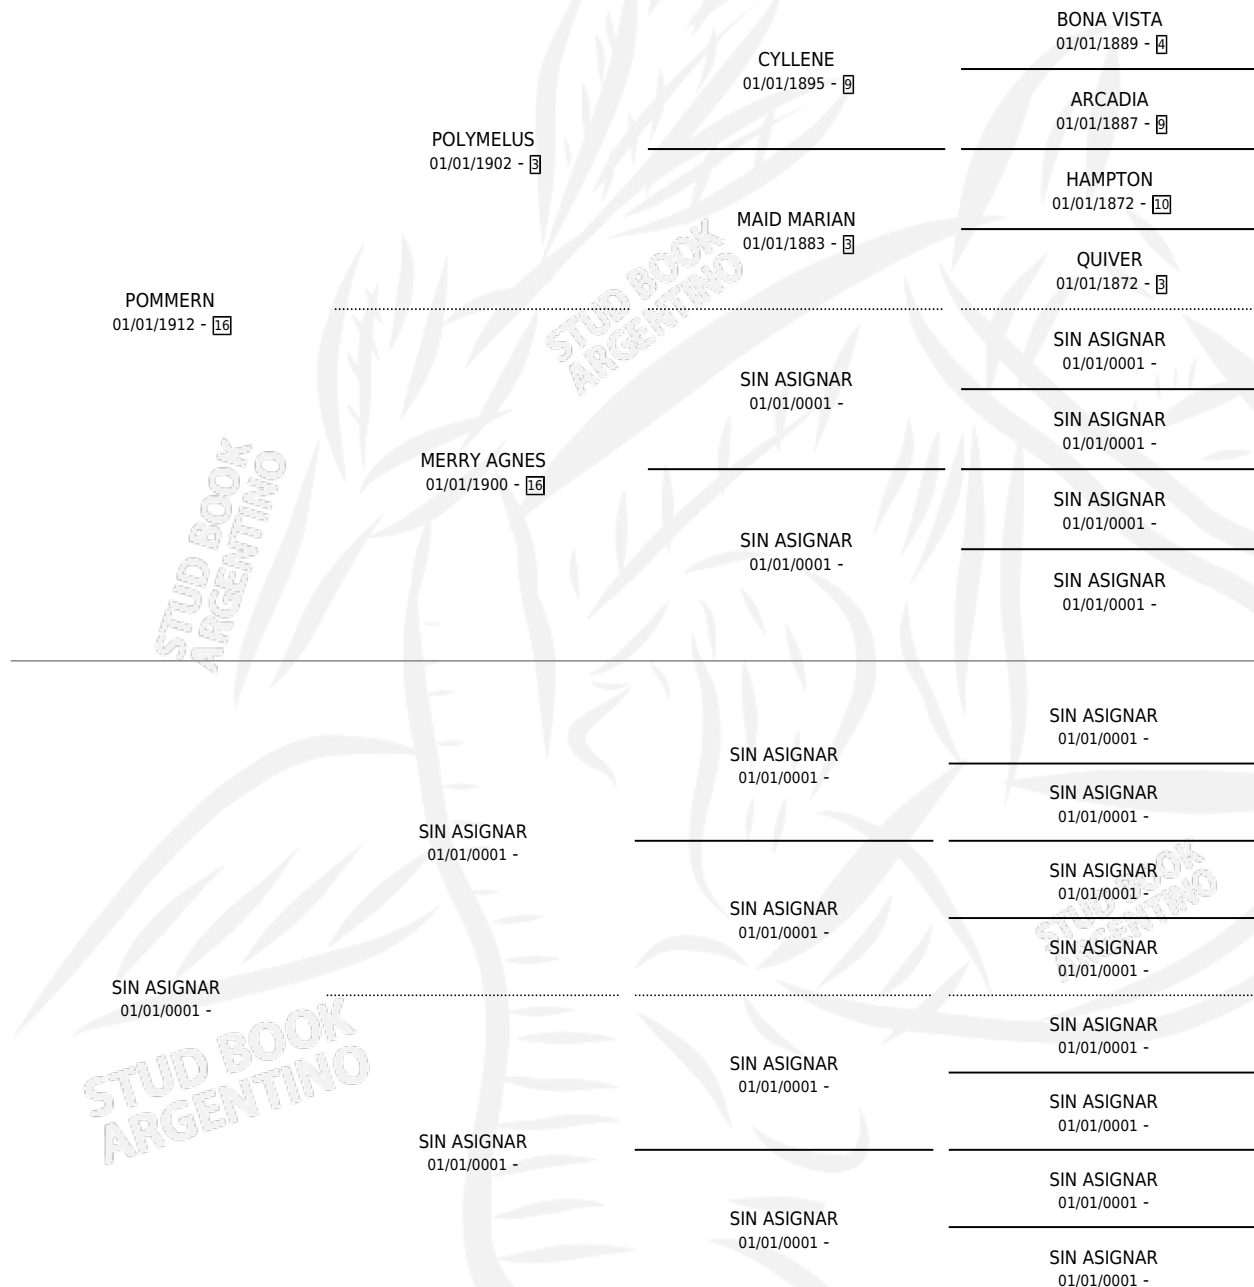 BONA VISTA
01/01/1889 - 4
CYLLENE
01/01/1895 - 9
ARCADIA
01/01/1887 - 9
POLYMELUS
01/01/1902 - 3
HAMPTON
01/01/1872 - 10
MAID MARIAN
01/01/1883 - 3
QUIVER
01/01/1872 - 3
POMMERN
01/01/1912 - 16
SIN ASIGNAR
01/01/0001 -
SIN ASIGNAR
01/01/0001 -
SIN ASIGNAR
01/01/0001 -
MERRY AGNES
01/01/1900 - 16
SIN ASIGNAR
01/01/0001 -
SIN ASIGNAR
01/01/0001 -
SIN ASIGNAR
01/01/0001 -
STUD BOOK
ARGENTINO
STUD BOOK
ARGENTINO
SIN ASIGNAR
01/01/0001 -
SIN ASIGNAR
01/01/0001 -
SIN ASIGNAR
01/01/0001 -
SIN ASIGNAR
01/01/0001 -
SIN ASIGNAR
01/01/0001 -
SIN ASIGNAR
01/01/0001 -
SIN ASIGNAR
01/01/0001 -
STUD BOOK
ARGENTINO
SIN ASIGNAR
01/01/0001 -
SIN ASIGNAR
01/01/0001 -
SIN ASIGNAR
01/01/0001 -
SIN ASIGNAR
01/01/0001 -
SIN ASIGNAR
01/01/0001 -
SIN ASIGNAR
01/01/0001 -
SIN ASIGNAR
01/01/0001 -
SIN ASIGNAR
01/01/0001 -
STUD BOOK
ARGENTINO